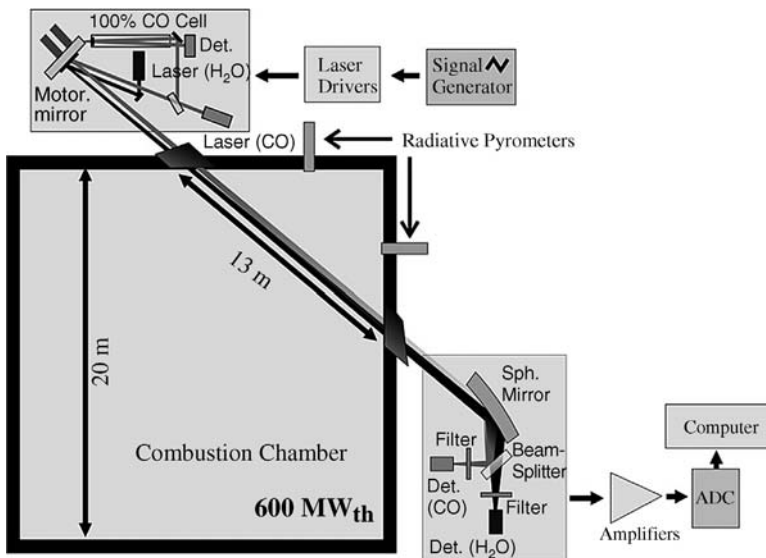 100% CO Cell
Det.
Laser (H₂O)
Motor.
mirror
Laser
Drivers
Signal
Generator
Laser (CO)
Radiative Pyrometers
13 m
20 m
Combustion Chamber
600 MWth
Sph.
Mirror
Filter
Beam-
Splitter
Det.
(CO)
Filter
Det. (H₂O)
Amplifiers
ADC
Computer